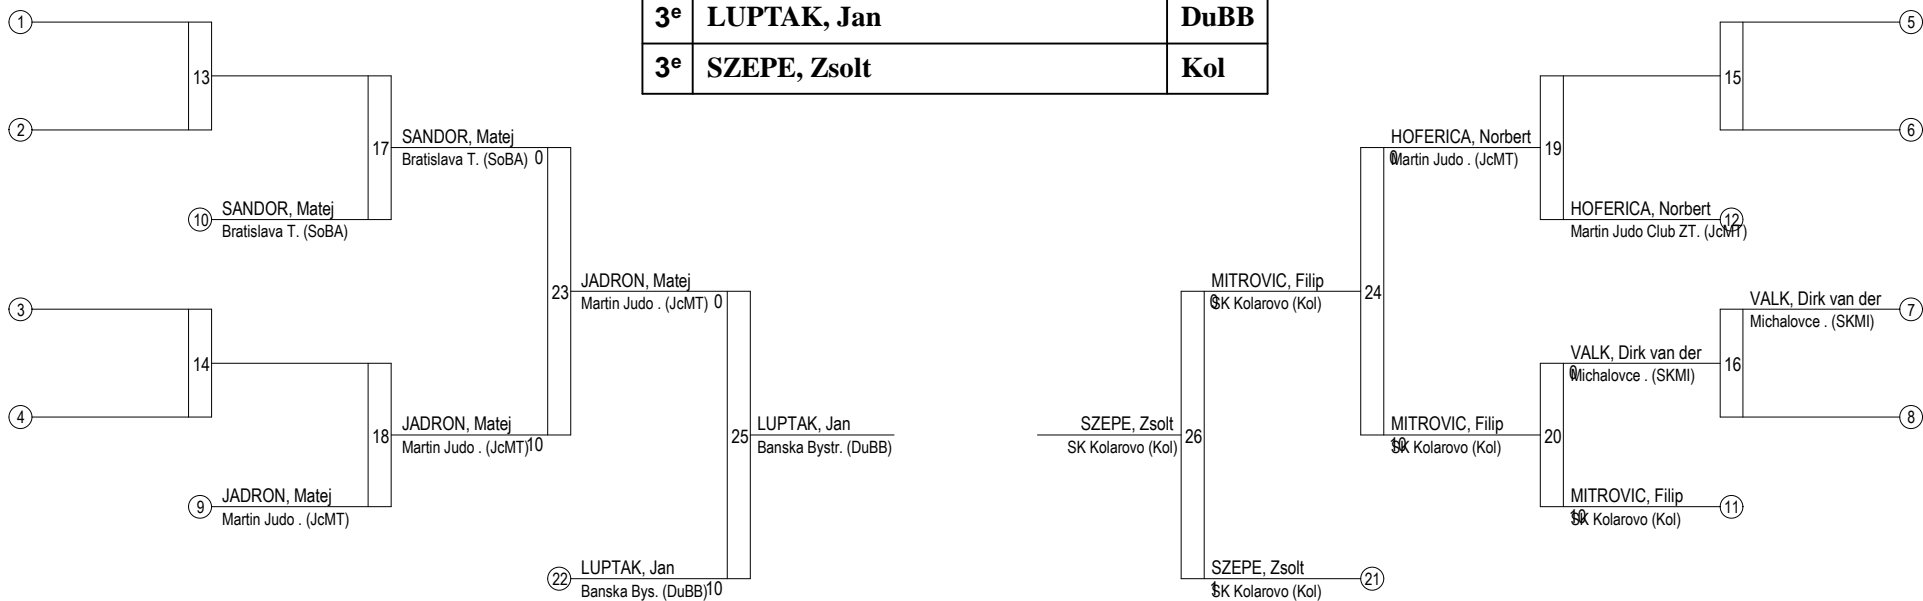 3e LUPTAK, Jan DuBB
3e SZEPE, Zsolt Kol
1
13
2
17
SANDOR, Matej
Bratislava T. (SoBA) 0
10
SANDOR, Matej
Bratislava T. (SoBA)
23
JADRON, Matej
Martin Judo . (JcMT) 0
3
14
4
18
JADRON, Matej
Martin Judo . (JcMT) 10
9
JADRON, Matej
Martin Judo . (JcMT)
25
LUPTAK, Jan
Banska Bystr. (DuBB)
22
LUPTAK, Jan
Banska Bys. (DuBB) 10
5
15
6
HOFERICA, Norbert
0 Martin Judo . (JcMT)
19
HOFERICA, Norbert
12
Martin Judo Club ZT. (JcMT)
MITROVIC, Filip
0 SK Kolarovo (Kol)
24
VALK, Dirk van der
Michalovce . (SKMI)
7
VALK, Dirk van der
0 Michalovce . (SKMI)
16
8
SZEPE, Zsolt
SK Kolarovo (Kol)
26
MITROVIC, Filip
10 SK Kolarovo (Kol)
20
MITROVIC, Filip
10 SK Kolarovo (Kol)
11
SZEPE, Zsolt
1 SK Kolarovo (Kol)
21